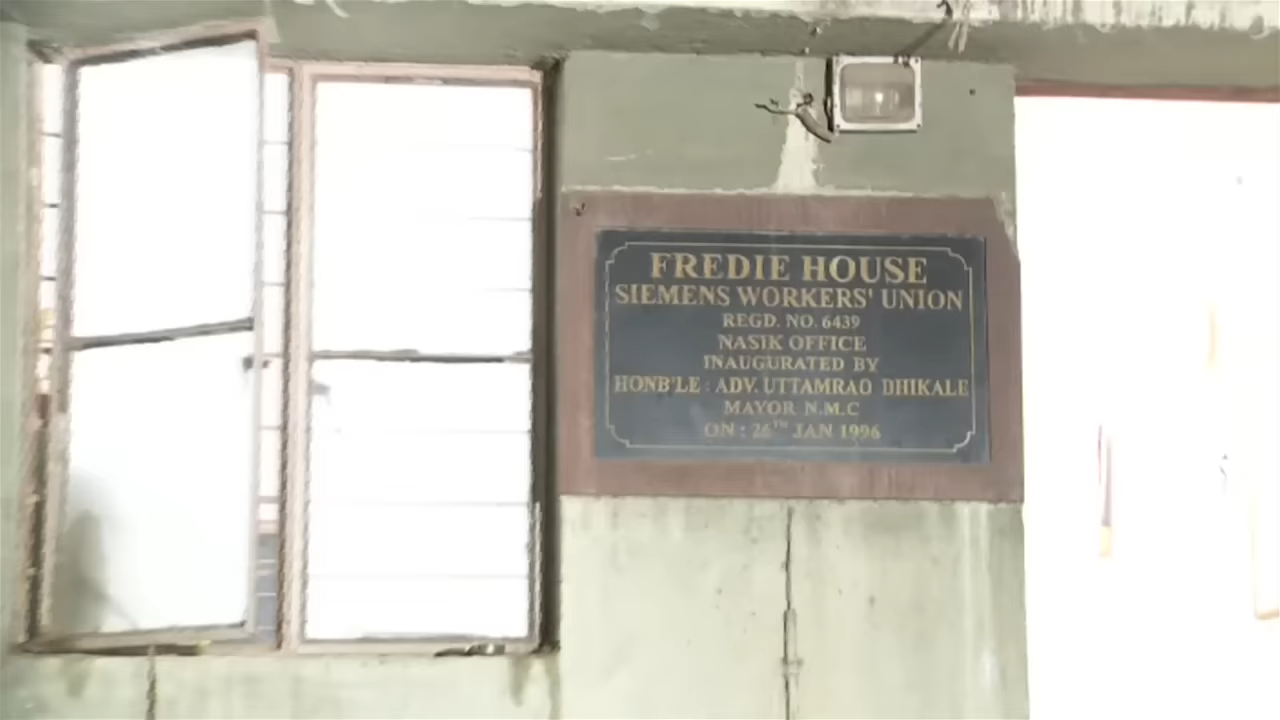 FREDIE HOUSE
SIEMENS WORKERS' UNION
REGD. NO. 6439
NASIK OFFICE
INAUGURATED BY
HONB'LE : ADV. UTTAMRAO DHIKALE
MAYOR N.M.C
ON : 26TH JAN 1996